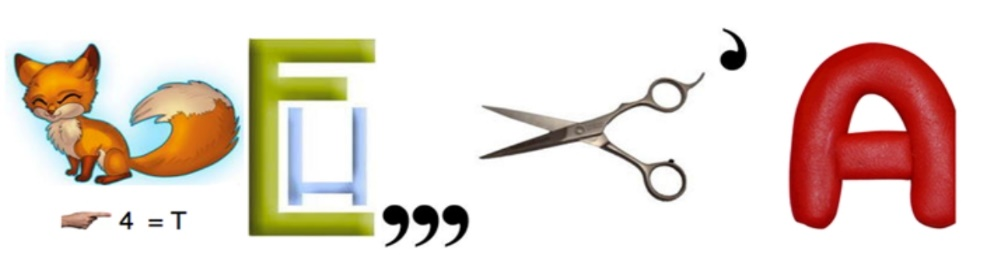 Е Н ,,, ’ А
4 = Т